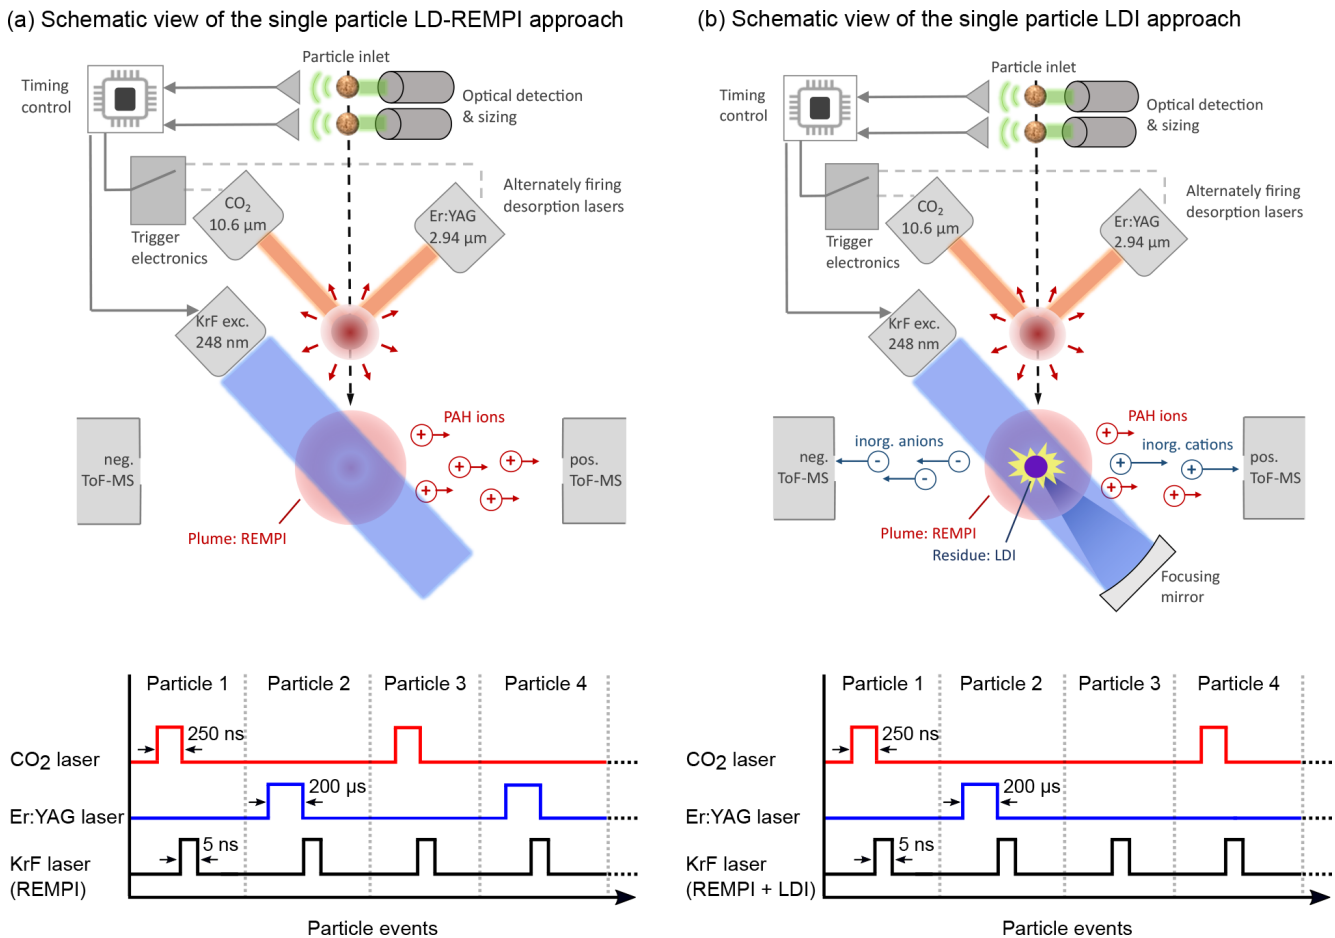 (a) Schematic view of the single particle LD-REMPI approach
Particle inlet
Timing
control
Optical detection
& sizing
CO2
10.6 µm
Er:YAG
2.94 µm
Alternately firing
desorption lasers
Trigger
electronics
KrF exc.
248 nm
PAH ions
+
+
+
+
+
neg.
ToF-MS
pos.
ToF-MS
Plume: REMPI
Particle 1
Particle 2
Particle 3
Particle 4
250 ns
CO2 laser
200 µs
Er:YAG laser
5 ns
KrF laser
(REMPI)
Particle events
(b) Schematic view of the single particle LDI approach
Particle inlet
Timing
control
Optical detection
& sizing
CO2
10.6 µm
Er:YAG
2.94 µm
Alternately firing
desorption lasers
Trigger
electronics
KrF exc.
248 nm
PAH ions
+
inorg. anions
inorg. cations
-
-
-
+
+
+
+
neg.
ToF-MS
pos.
ToF-MS
Plume: REMPI
Residue: LDI
Focusing
mirror
Particle 1
Particle 2
Particle 3
Particle 4
250 ns
CO2 laser
200 µs
Er:YAG laser
5 ns
KrF laser
(REMPI + LDI)
Particle events